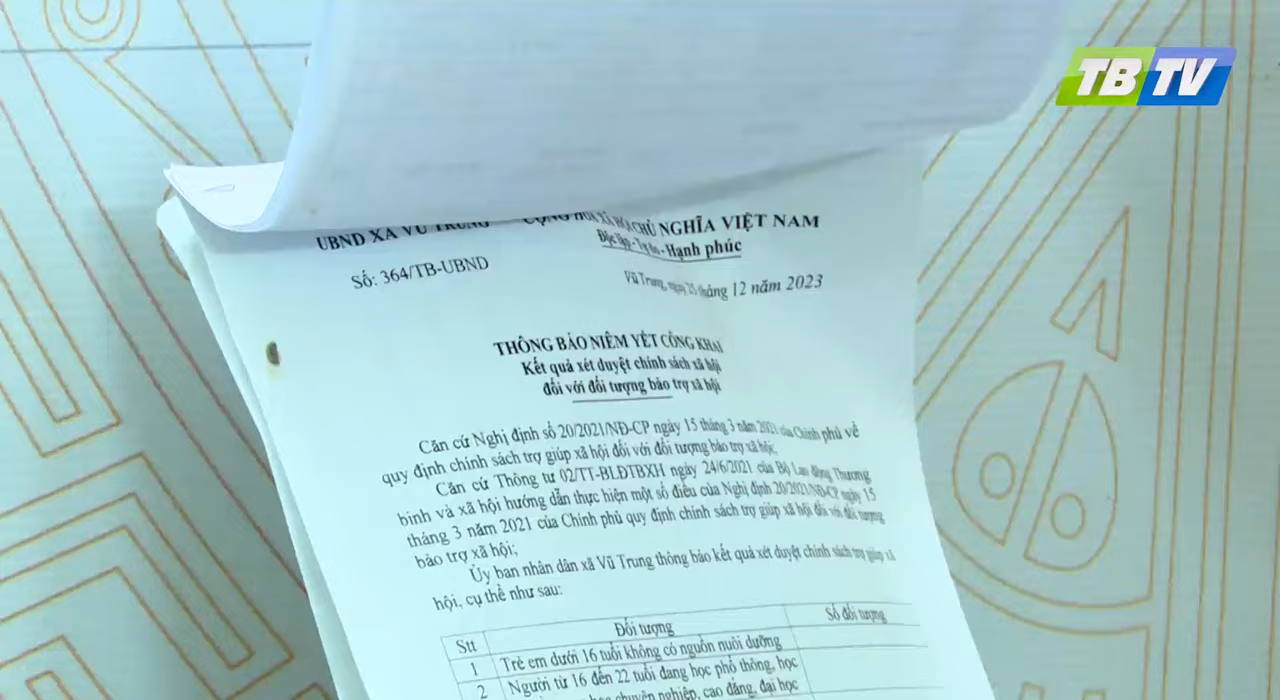 TBTV
UBND XÃ VŨ TRUNG
CỘNG HÒA XÃ HỘI CHỦ NGHĨA VIỆT NAM
Độc lập - Tự do - Hạnh phúc
Số: 364/TB-UBND
Vũ Trung, ngày tháng 12 năm 2023
THÔNG BÁO NIÊM YẾT CÔNG KHAI
Kết quả xét duyệt chính sách xã hội
đối với đối tượng bảo trợ xã hội
Căn cứ Nghị định số 20/2021/NĐ-CP ngày 15 tháng 3 năm 2021 của Chính phủ về
quy định chính sách trợ giúp xã hội đối với đối tượng bảo trợ xã hội;
Căn cứ Thông tư 02/TT-BLĐTBXH ngày 24/6/2021 của Bộ Lao động Thương
binh và xã hội hướng dẫn thực hiện một số điều của Nghị định 20/2021/NĐ-CP ngày 15
tháng 3 năm 2021 của Chính phủ quy định chính sách trợ giúp xã hội đối với đối tượng
bảo trợ xã hội;
Ủy ban nhân dân xã Vũ Trung thông báo kết quả xét duyệt chính sách trợ giúp xã
hội, cụ thể như sau:
Stt Đối tượng Số đối tượng
1 Trẻ em dưới 16 tuổi không có nguồn nuôi dưỡng
2 Người từ 16 đến 22 tuổi đang học phổ thông, học
chuyên nghiệp, cao đẳng, đại học